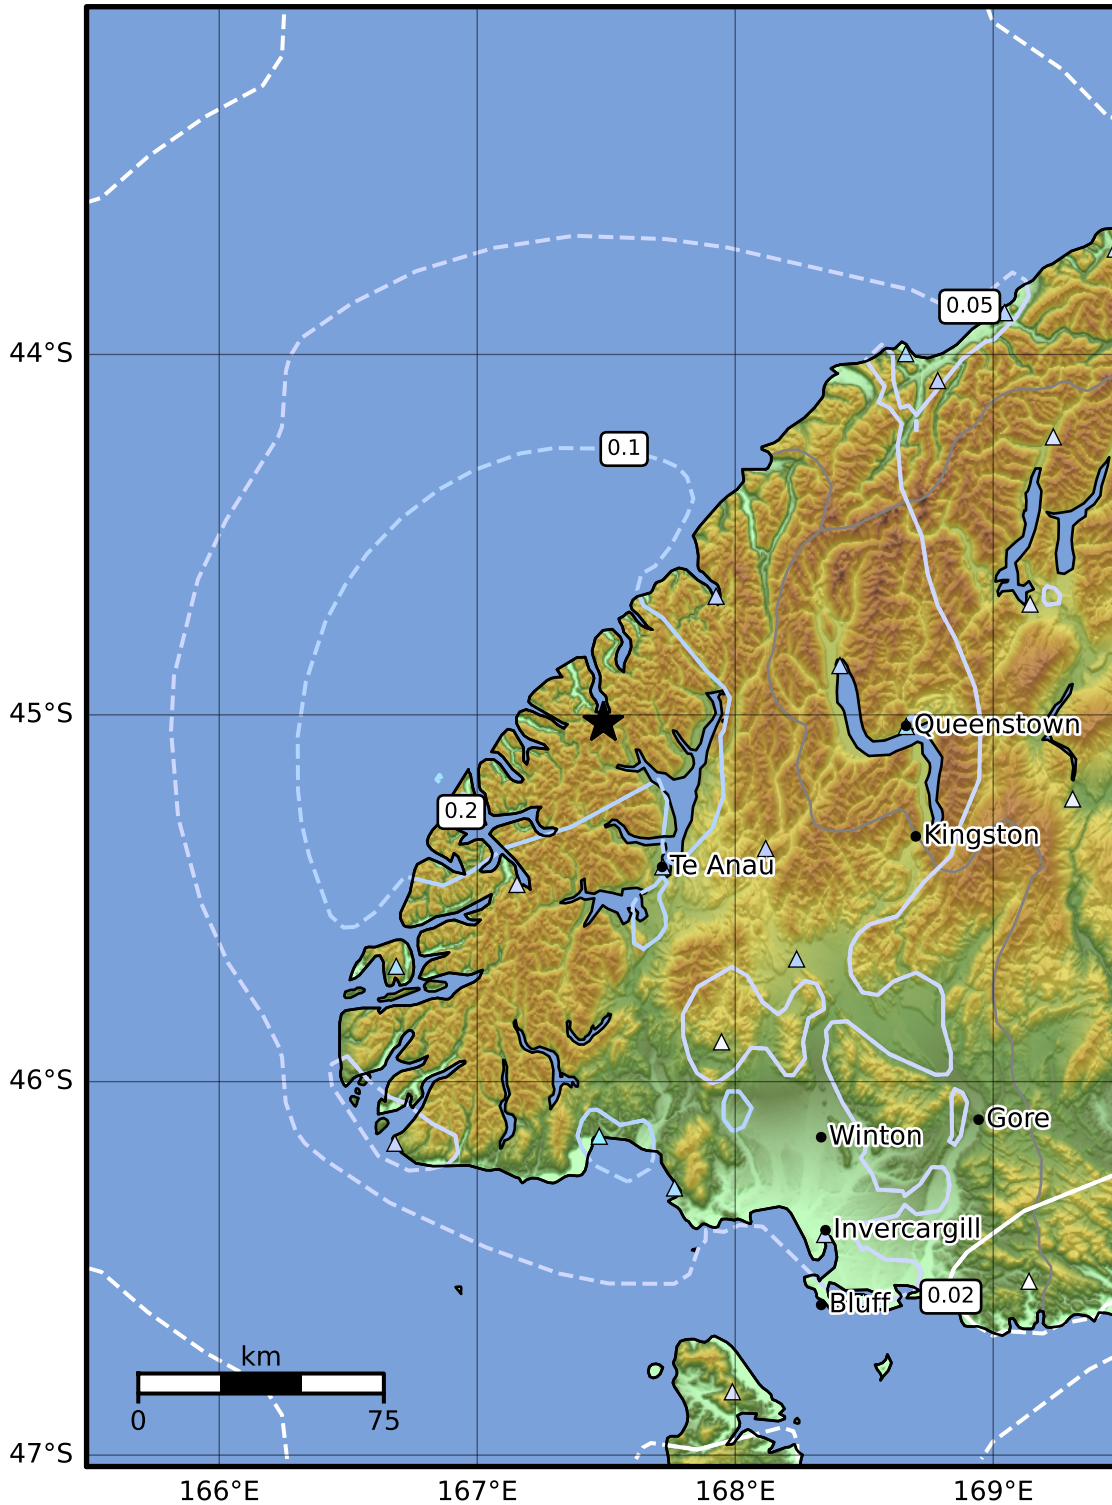 0.05
44°S
0.1
45°S
Queenstown
0.2
Kingston
Te Anau
46°S
Gore
Winton
Invercargill
0.02
Bluff
km
0
75
47°S
166°E
167°E
168°E
169°E